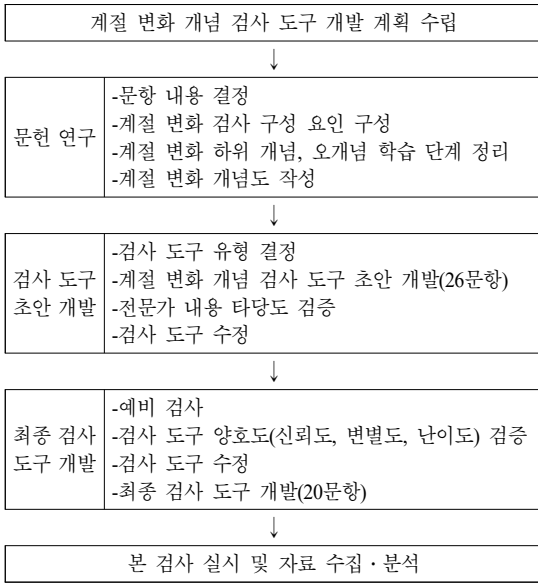 계절 변화 개념 검사 도구 개발 계획 수립
↓
문헌 연구
-문항 내용 결정
-계절 변화 검사 구성 요인 구성
-계절 변화 하위 개념, 오개념 학습 단계 정리
-계절 변화 개념도 작성
↓
검사 도구
초안 개발
-검사 도구 유형 결정
-계절 변화 개념 검사 도구 초안 개발(26문항)
-전문가 내용 타당도 검증
-검사 도구 수정
↓
최종 검사
도구 개발
-예비 검사
-검사 도구 양호도(신뢰도, 변별도, 난이도) 검증
-검사 도구 수정
-최종 검사 도구 개발(20문항)
↓
본 검사 실시 및 자료 수집・분석